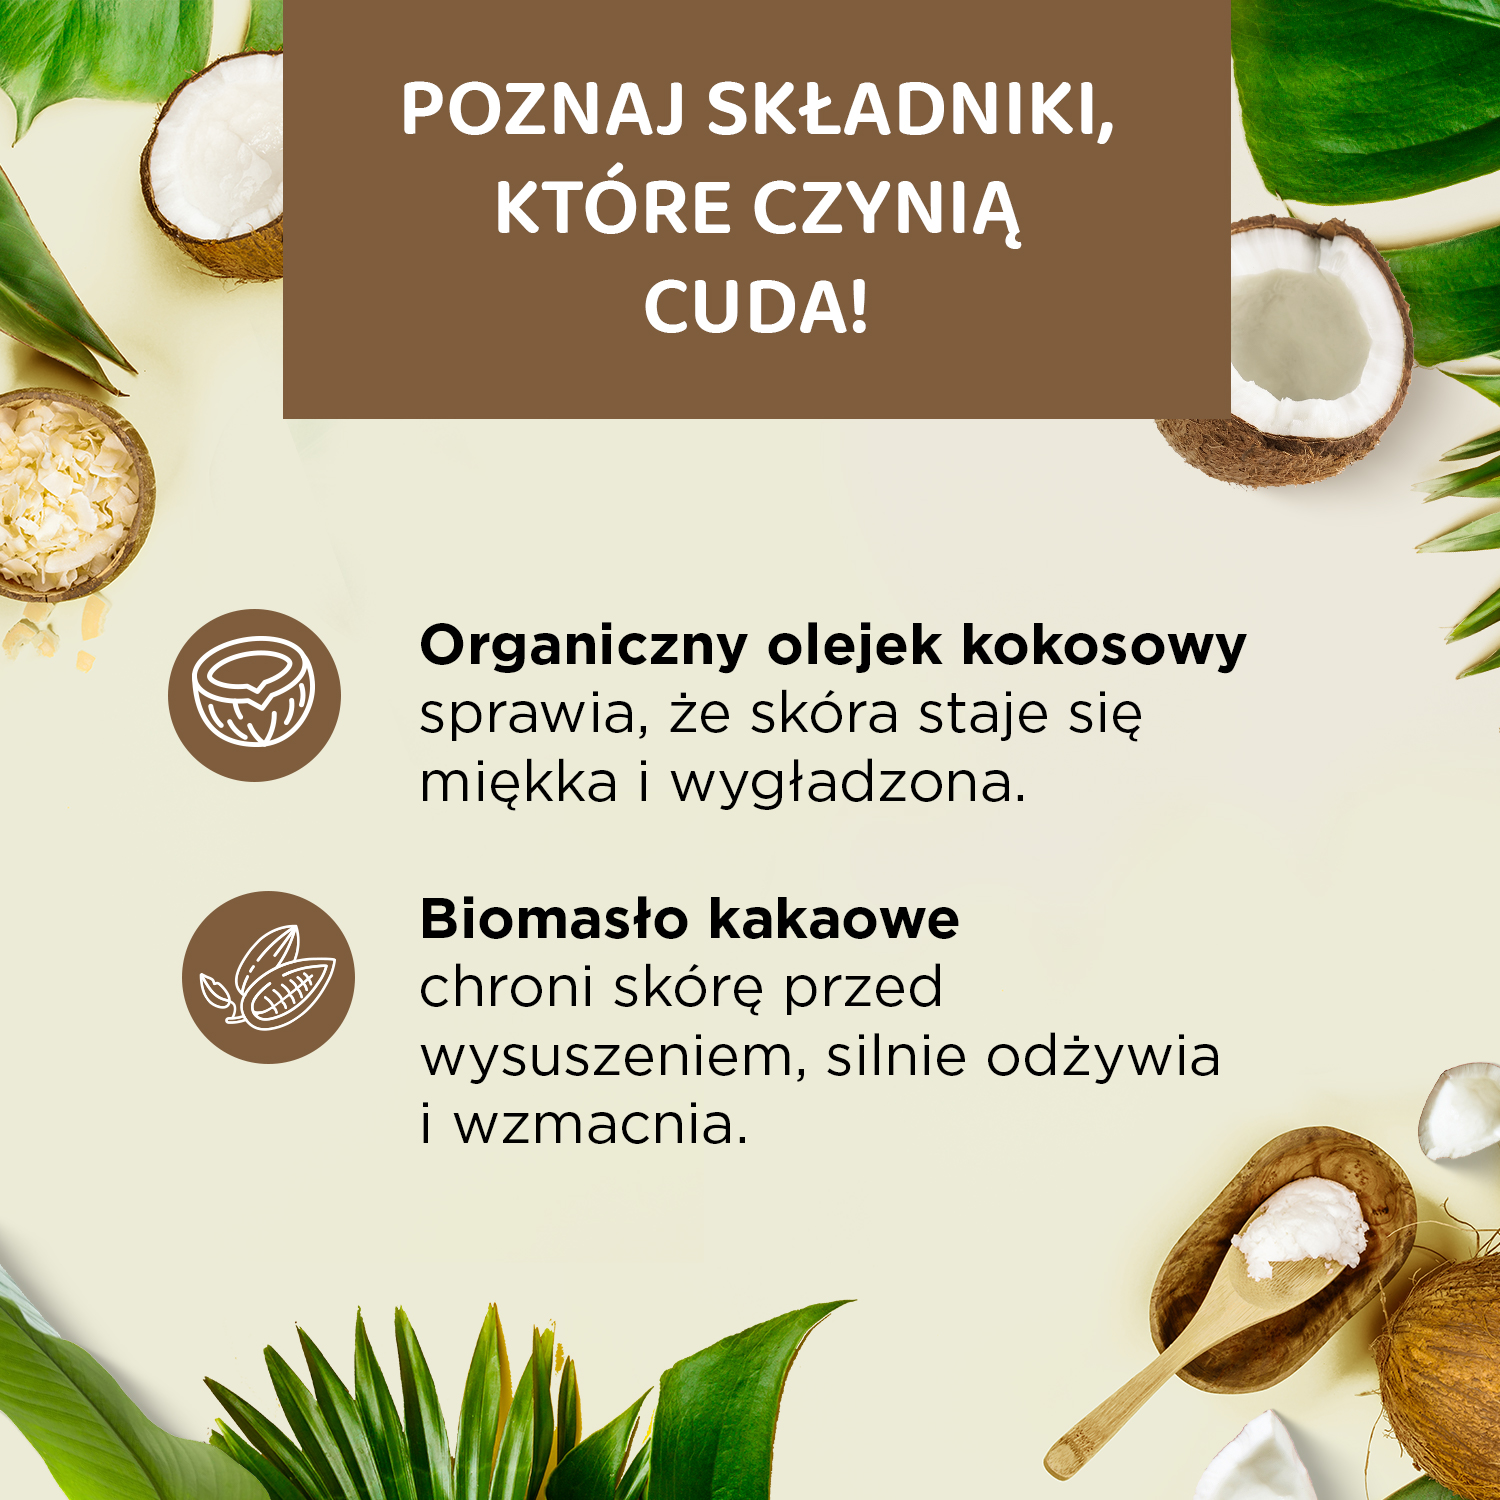 POZNAJ SKŁADNIKI,
KTÓRE CZYNIĄ
CUDA!
Organiczny olejek kokosowy
sprawia, że skóra staje się
miękka i wygładzona.
Biomasło kakaowe
chroni skórę przed
wysuszeniem, silnie odżywia
i wzmacnia.